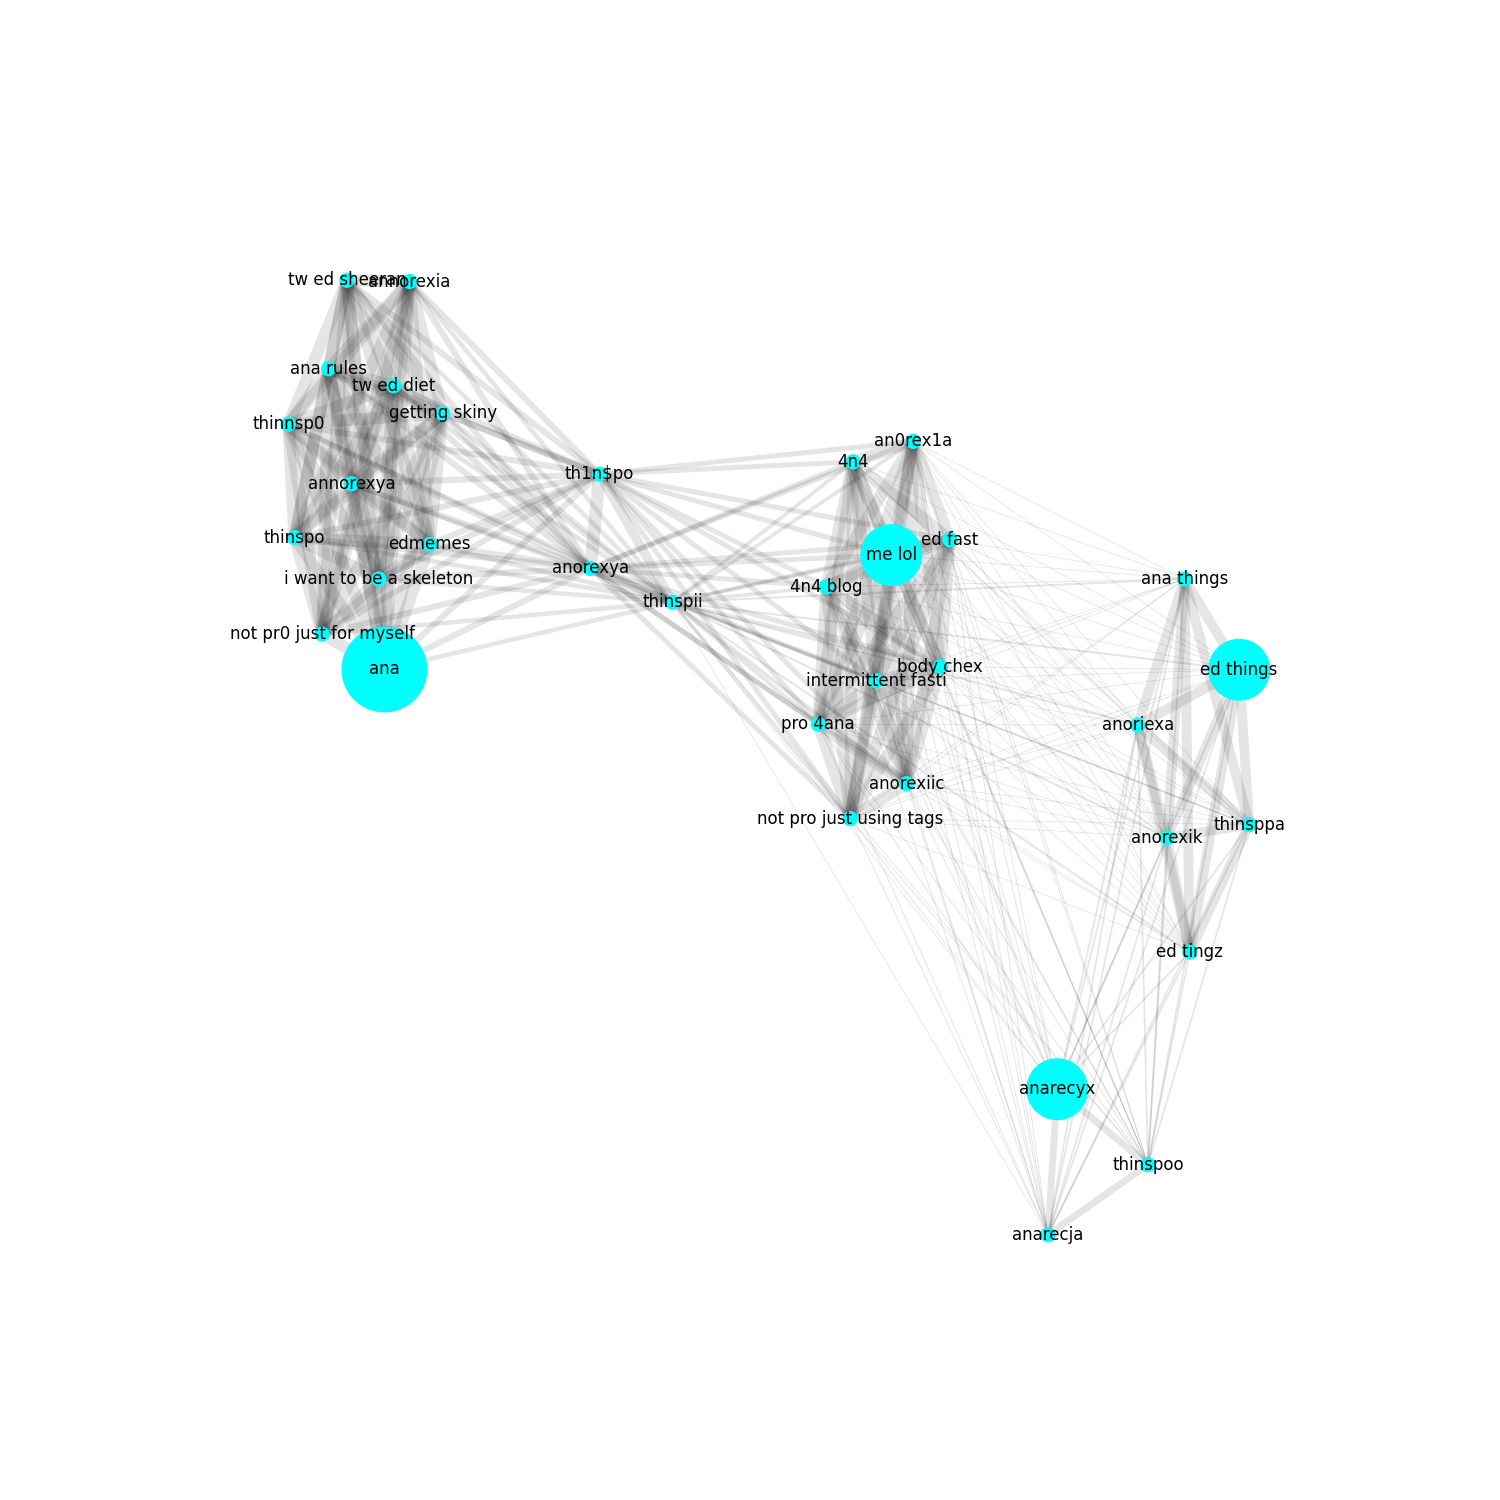 tw ed sheeran
annorexia
ana rules
tw ed diet
getting skiny
thinnsp0
an0rex1a
4n4
th1n$po
annorexya
thinspo
edmemes
ed fast
me lol
anorexya
i want to be a skeleton
ana things
4n4 blog
thinspii
not pr0 just for myself
ana
body chex
ed things
intermittent fasti
pro 4ana
anoriexa
anorexiic
not pro just using tags
thinsppa
anorexik
ed tingz
anarecyx
thinspoo
anarecja